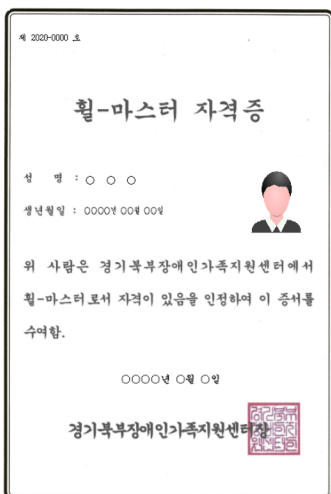 제 2020-0000 호
휠-마스터 자격증
성 명 : ○ ○ ○
생년월일 : 0000년 00월 00일
위 사람은 경기북부장애인가족지원센터에서
휠-마스터로서 자격이 있음을 인정하여 이 증서를
수여함.
○○○○년 ○월 ○일
경기북부장애인가족지원센터장